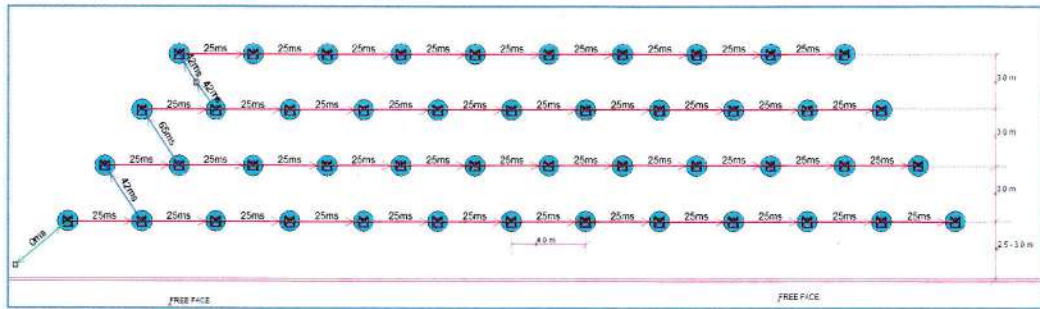 25ms 25ms 25ms 25ms 25ms 25ms 25ms 25ms 25ms
42ms
42ms
3.0 m
25ms 25ms 25ms 25ms 25ms 25ms 25ms 25ms 25ms 25ms
65ms
3.0 m
25ms 25ms 25ms 25ms 25ms 25ms 25ms 25ms 25ms 25ms 25ms
42ms
3.0 m
25ms 25ms 25ms 25ms 25ms 25ms 25ms 25ms 25ms 25ms 25ms 25ms
0ms
4.0 m
2.5-3.0 m
FREE FACE FREE FACE